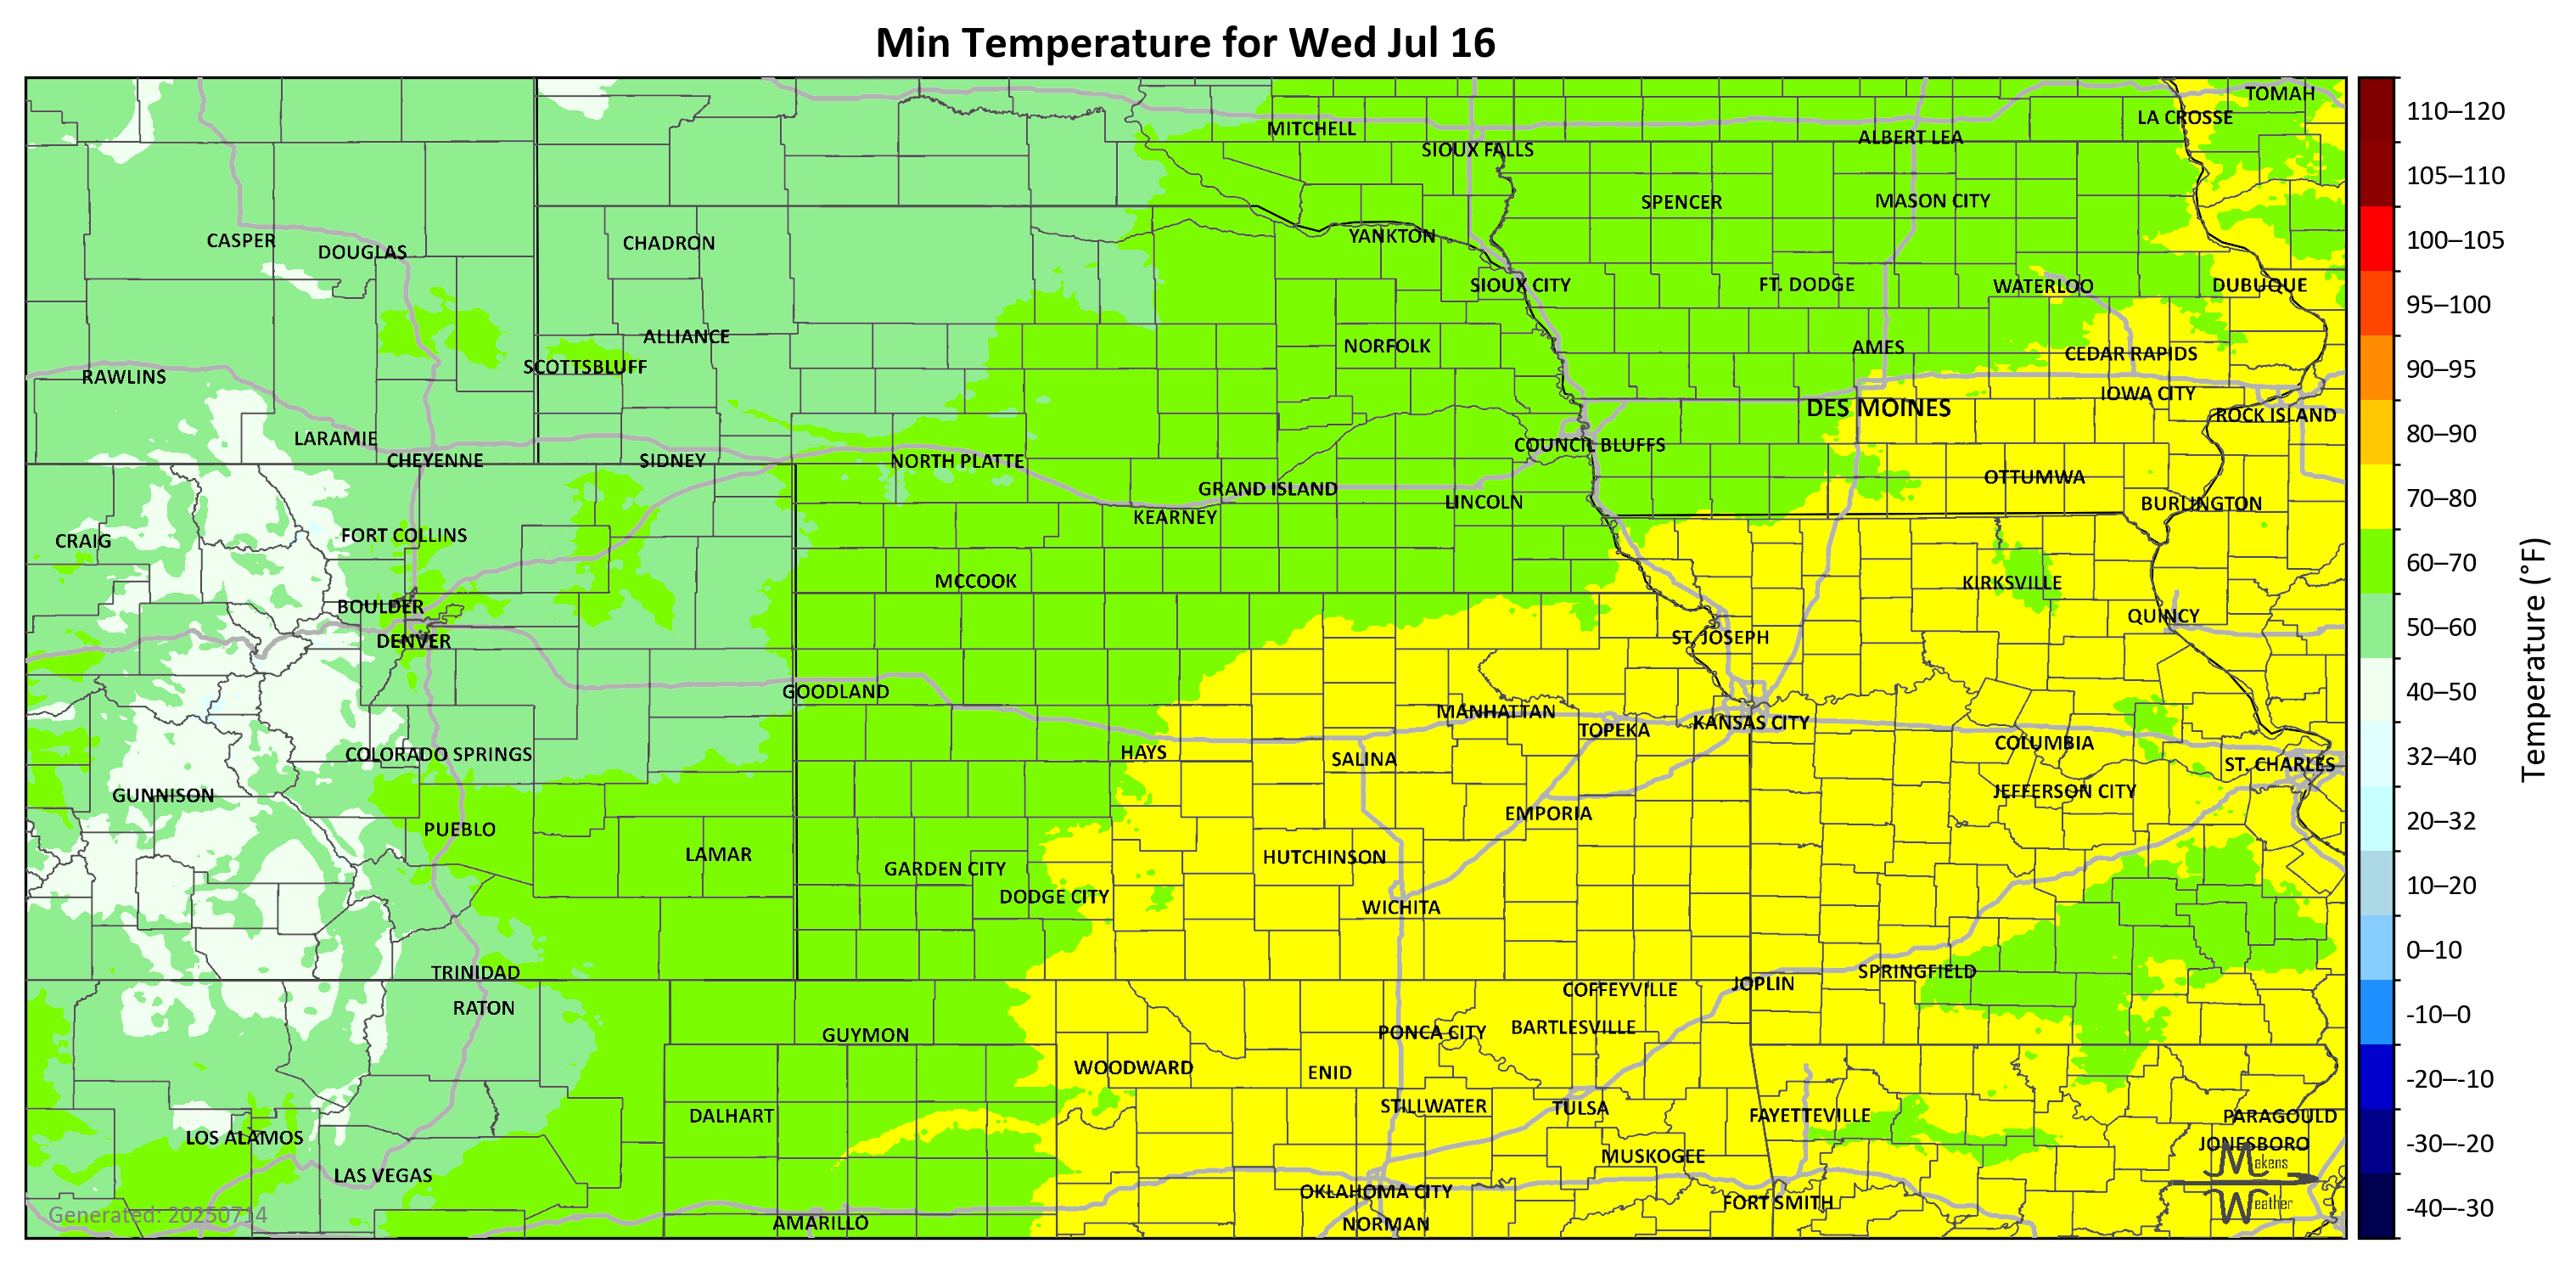 Min Temperature for Wed Jul 16
TOMAH
LA CROSSE
MITCHELL
ALBERT LEA
SIOUX FALLS
SPENCER
MASON CITY
CASPER
DOUGLAS
CHADRON
YANKTON
SIOUX CITY
FT. DODGE
WATERLOO
DUBUQUE
ALLIANCE
NORFOLK
AMES
CEDAR RAPIDS
SCOTTSBLUFF
RAWLINS
IOWA CITY
DES MOINES
ROCK ISLAND
LARAMIE
COUNCIL BLUFFS
CHEYENNE
SIDNEY
NORTH PLATTE
OTTUMWA
GRAND ISLAND
LINCOLN
BURLINGTON
KEARNEY
FORT COLLINS
CRAIG
MCCOOK
KIRKSVILLE
BOULDER
QUINCY
DENVER
ST. JOSEPH
GOODLAND
MANHATTAN
KANSAS CITY
TOPEKA
COLUMBIA
COLORADO SPRINGS
HAYS
SALINA
ST. CHARLES
GUNNISON
JEFFERSON CITY
EMPORIA
PUEBLO
LAMAR
HUTCHINSON
GARDEN CITY
DODGE CITY
WICHITA
TRINIDAD
SPRINGFIELD
JOPLIN
COFFEYVILLE
RATON
GUYMON
PONCA CITY
BARTLESVILLE
WOODWARD
ENID
STILLWATER
TULSA
DALHART
FAYETTEVILLE
PARAGOULD
LOS ALAMOS
JONESBORO
MUSKOGEE
LAS VEGAS
OKLAHOMA CITY
FORT SMITH
AMARILLO
NORMAN
Makens
Weather
Generated: 20250714
110–120
105–110
100–105
95–100
90–95
80–90
70–80
60–70
50–60
40–50
32–40
20–32
10–20
0–10
-10–0
-20–-10
-30–-20
-40–-30
Temperature (°F)